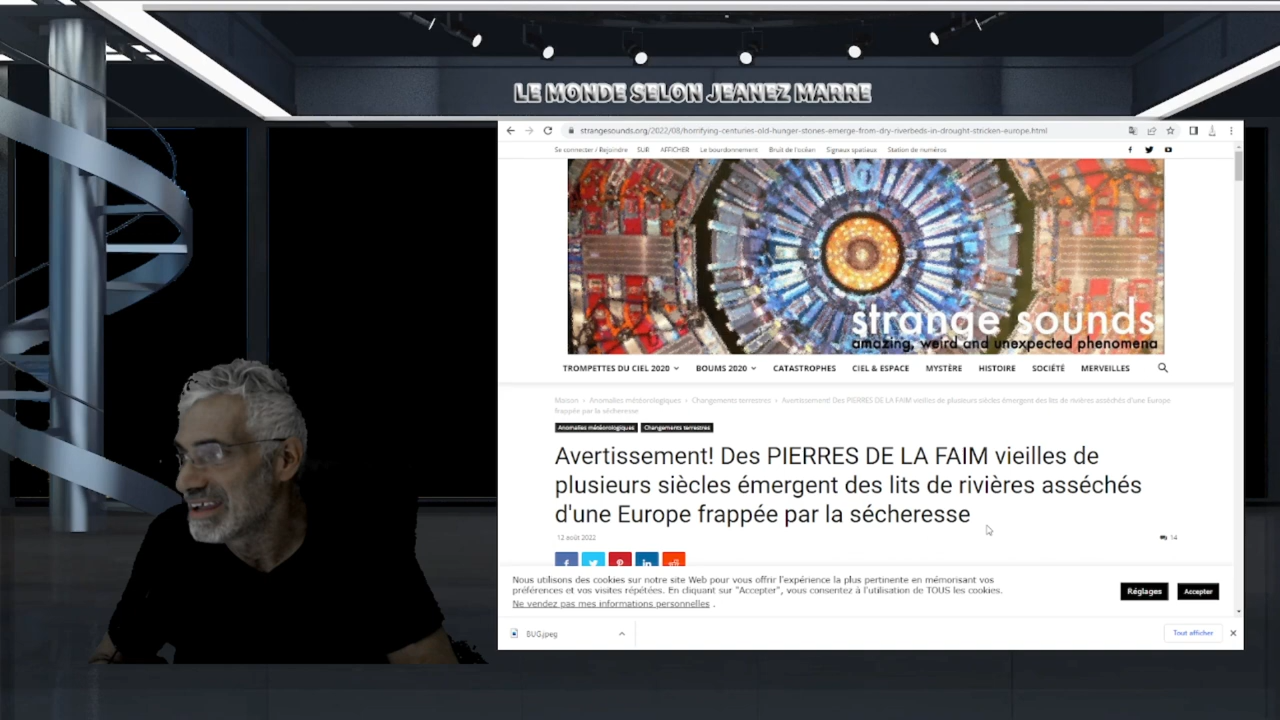 LE MONDE SELON JEANEZ MARRE
strangesounds.org/2022/08/horrifying-centuries-old-hunger-stones-emerge-from-dry-riverbeds-in-drought-stricken-europe.html
Se connecter / Rejoindre SUR AFFICHER Le bourdonnement Bruit de l'océan Signaux spatiaux Station de numéros
strange sounds
amazing, weird and unexpected phenomena
TROMPETTES DU CIEL 2020 BOUMS 2020 CATASTROPHES CIEL & ESPACE MYSTÈRE HISTOIRE SOCIÉTÉ MERVEILLES
Maison › Anomalies météorologiques › Changements terrestres › Avertissement! Des PIERRES DE LA FAIM vieilles de plusieurs siècles émergent des lits de rivières asséchés d'une Europe
frappée par la sécheresse
Anomalies météorologiques Changements terrestres
Avertissement! Des PIERRES DE LA FAIM vieilles de
plusieurs siècles émergent des lits de rivières asséchés
d'une Europe frappée par la sécheresse
12 août 2022 14
Nous utilisons des cookies sur notre site Web pour vous offrir l'expérience la plus pertinente en mémorisant vos
préférences et vos visites répétées. En cliquant sur "Accepter", vous consentez à l'utilisation de TOUS les cookies.
Réglages Accepter
Ne vendez pas mes informations personnelles .
BUG.jpeg Tout afficher